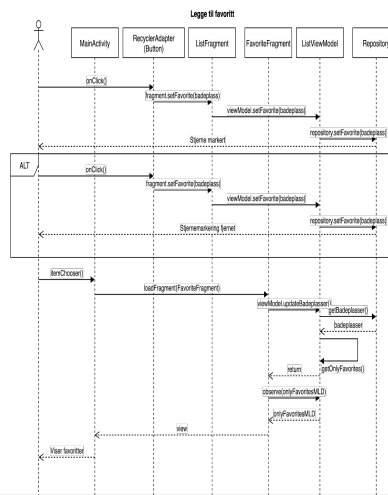 Legge til favoritt
MainActivity
RecyclerAdapter
(Button)
ListFragment
FavoriteFragment
ListViewModel
Repository
onClick()
fragment.setFavorite(badeplass)
viewModel.setFavorite(badeplass)
repository.setFavorite(badeplass)
Stjerne markert
ALT
onClick()
fragment.setFavorite(badeplass)
viewModel.setFavorite(badeplass)
repository.setFavorite(badeplass)
Stjernemarkering fjernet
itemChooser()
loadFragment(FavoriteFragment)
viewModel.updateBadeplasser()
getBadeplasser()
badeplasser
getOnlyFavorites()
return
observe(onlyFavoritesMLD)
onlyFavoritesMLD
view
Viser favoritter